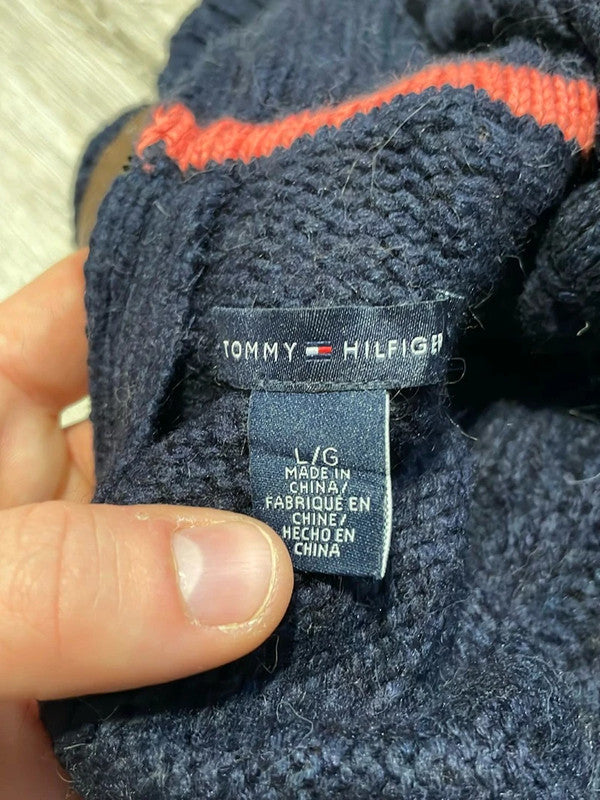 TOMMY HILFIGER
L/G
MADE IN
CHINA/
FABRIQUÉ EN
CHINE/
HECHO EN
CHINA